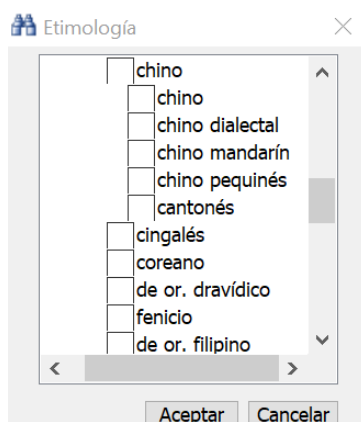 Etimología
chino
chino
chino dialectal
chino mandarín
chino pequinés
cantonés
cingalés
coreano
de or. dravídico
fenicio
de or. filipino
Aceptar Cancelar